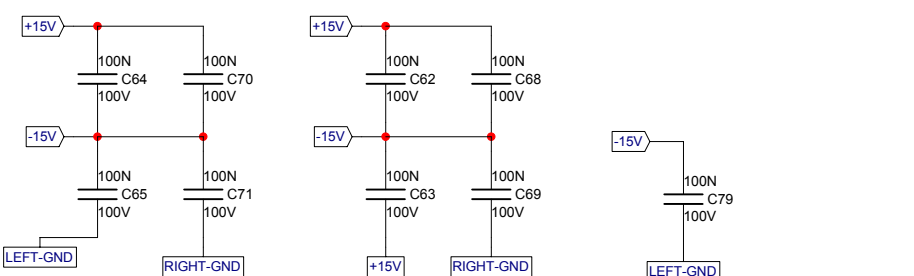 +15V
+15V
100N
100N
100N
100N
C64
C70
C62
C68
100V
100V
100V
100V
-15V
-15V
-15V
100N
100N
100N
100N
100N
C65
C71
C63
C69
C79
100V
100V
100V
100V
100V
LEFT-GND
RIGHT-GND
+15V
RIGHT-GND
LEFT-GND